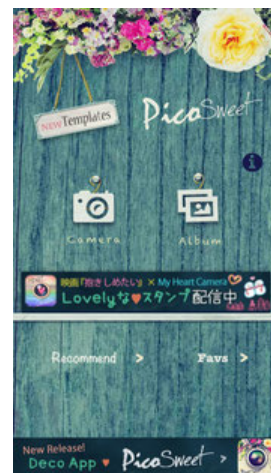 NEW Templates
PicoSweet
i
Camera
Album
映画『抱きしめたい』 × My Heart Camera
Lovelyな♥スタンプ配信中
Recommend >
Favs >
New Release!
Deco App ♥ PicoSweet >